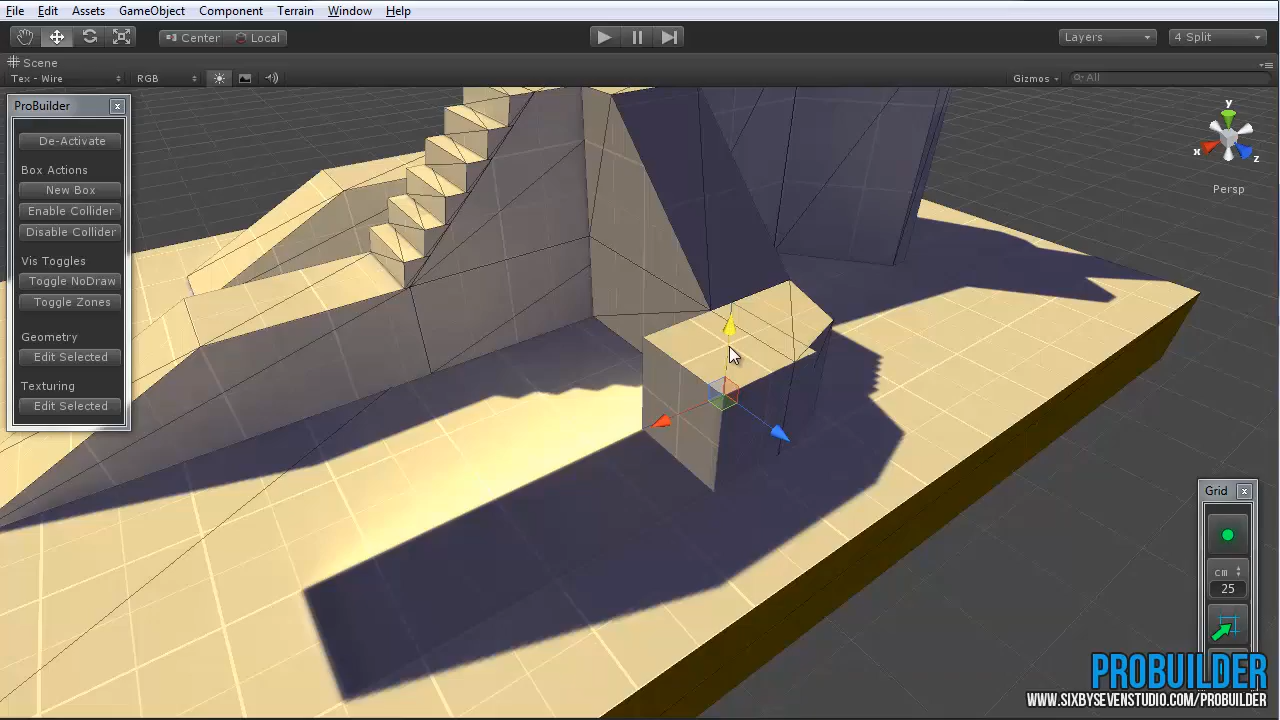 File Edit Assets GameObject Component Terrain Window Help
Center Local Layers 4 Split
Scene
Tex - Wire RGB Gizmos All
ProBuilder
De-Activate
Box Actions
New Box
Enable Collider
Disable Collider
Vis Toggles
Toggle NoDraw
Toggle Zones
Geometry
Edit Selected
Texturing
Edit Selected
y
x
z
Persp
Grid
cm
25
PROBUILDER
WWW.SIXBYSEVENSTUDIO.COM/PROBUILDER